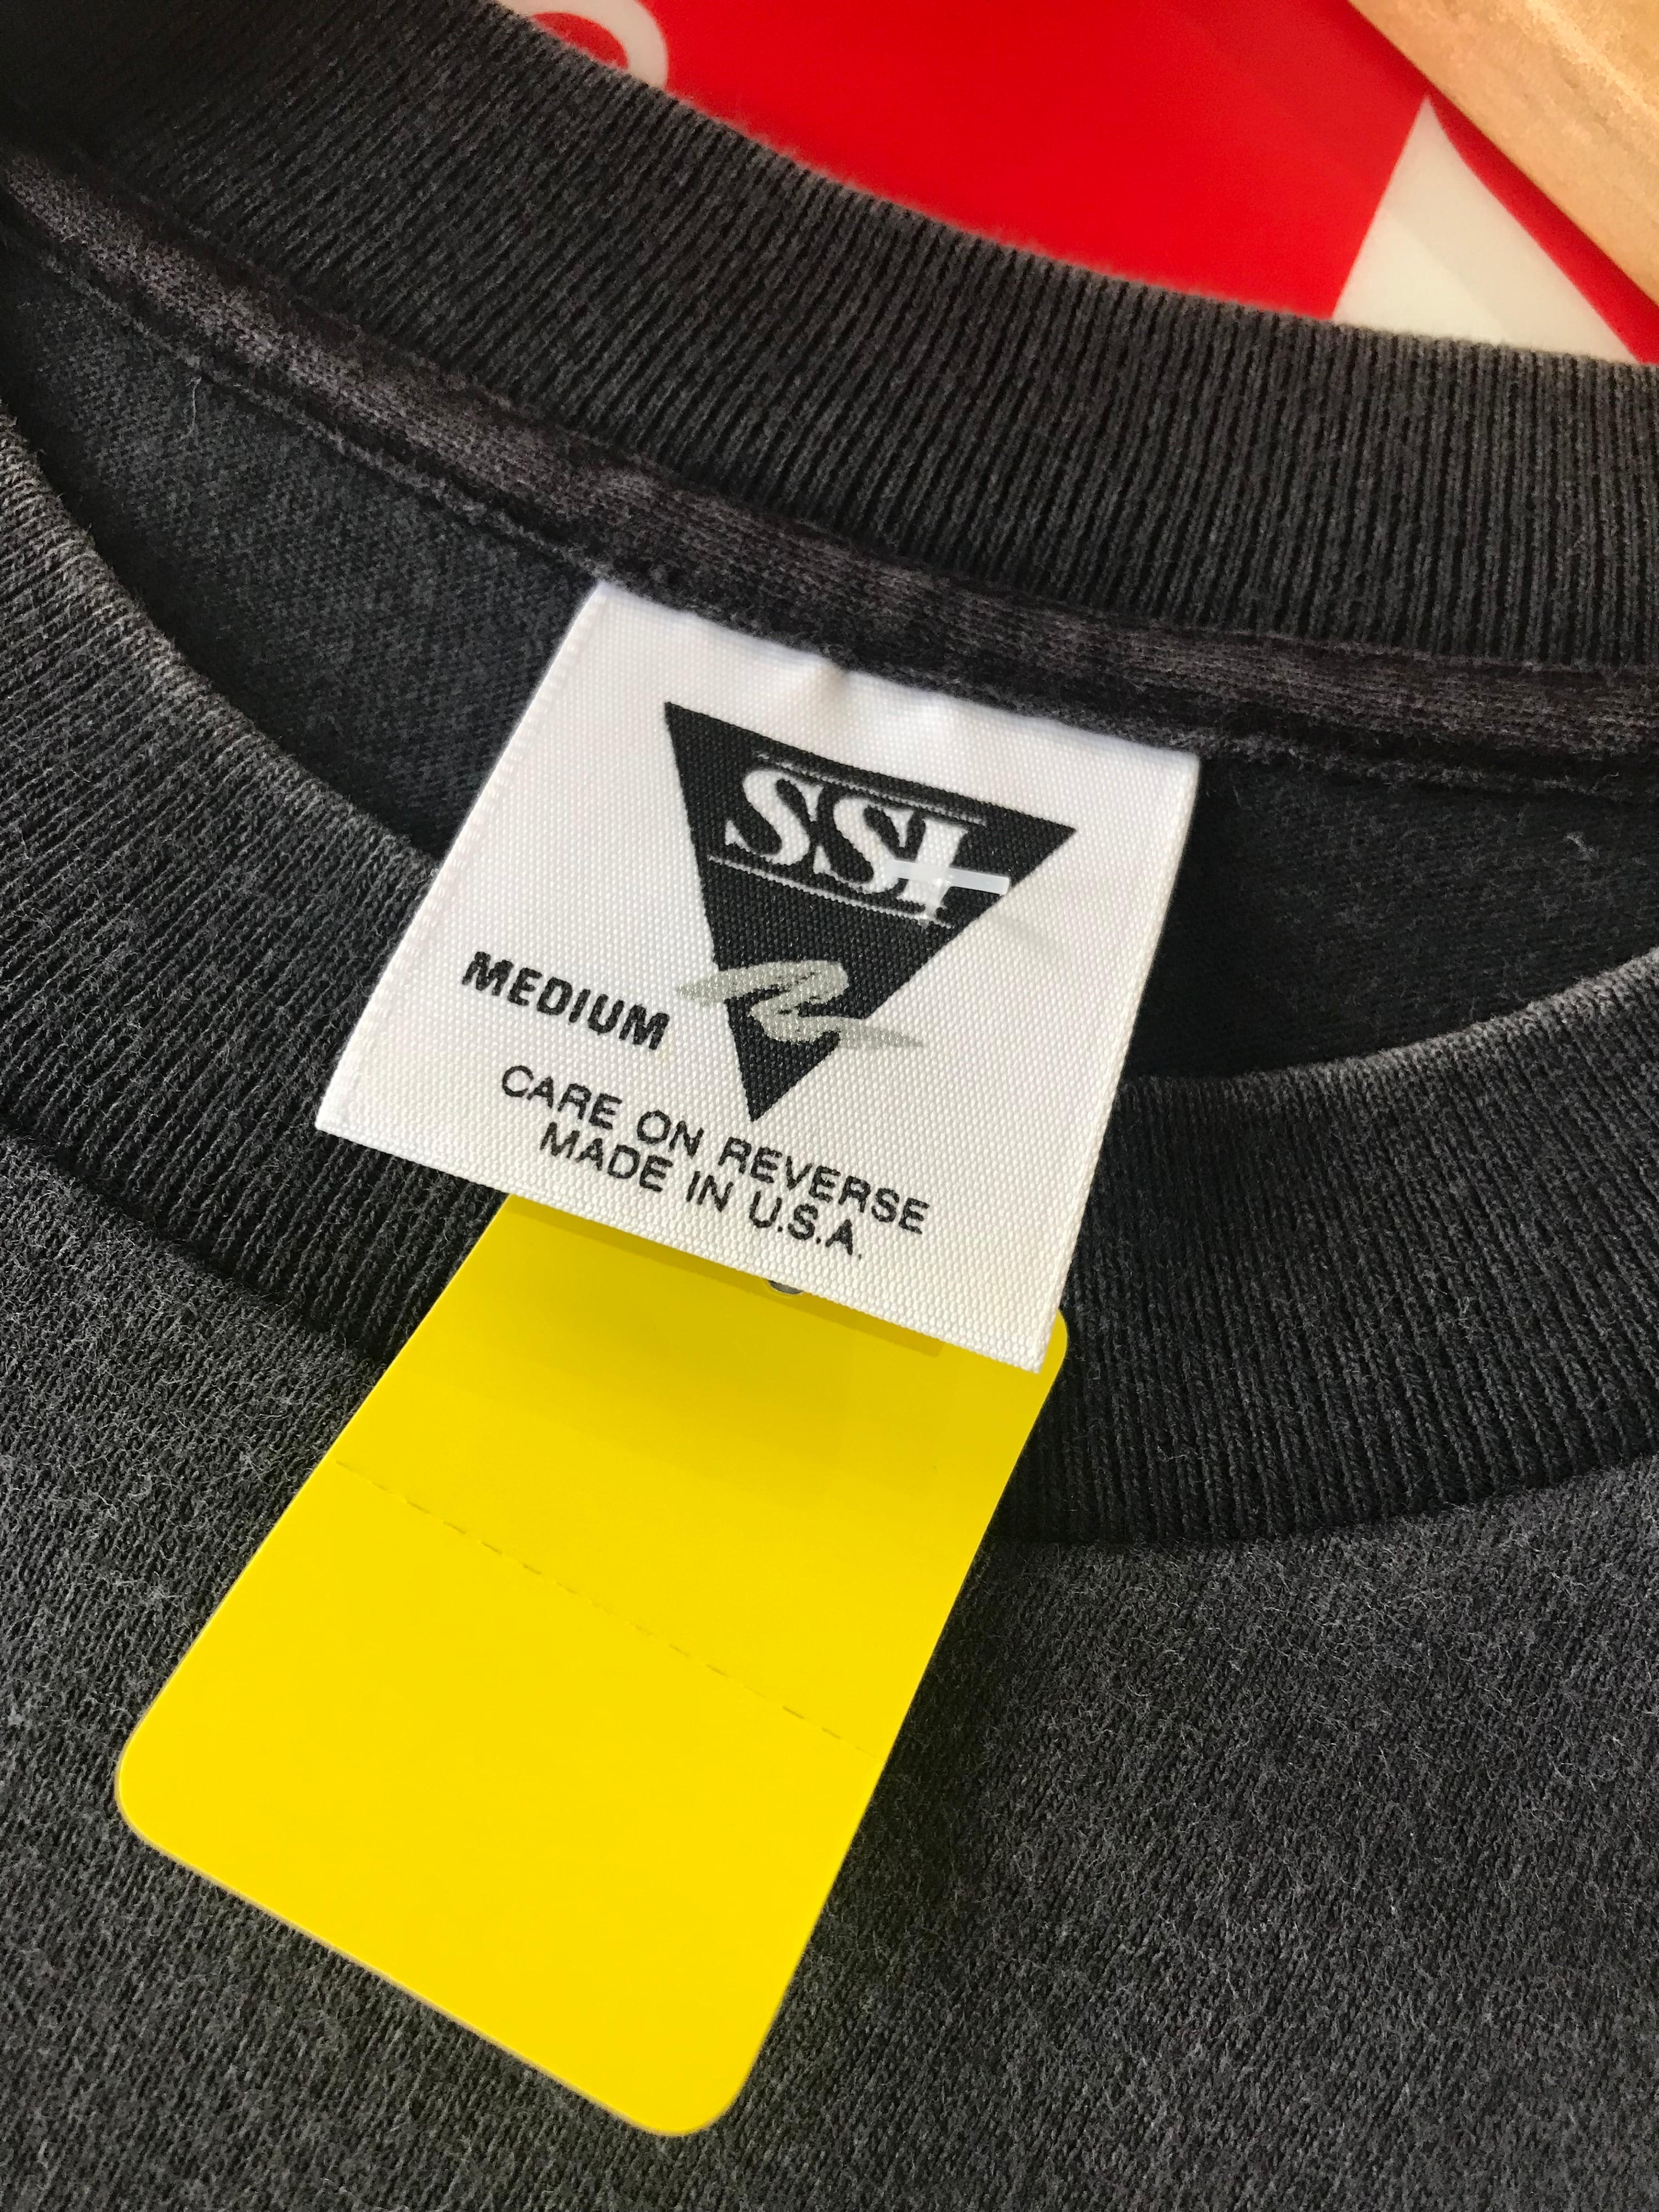 SSI
MEDIUM
CARE ON REVERSE
MADE IN U.S.A.